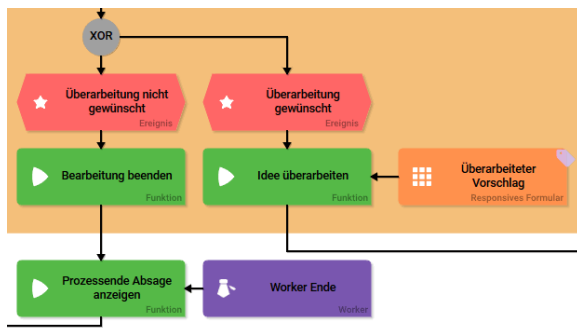 XOR
Überarbeitung nicht
gewünscht
Ereignis
Überarbeitung
gewünscht
Ereignis
Bearbeitung beenden
Funktion
Idee überarbeiten
Funktion
Überarbeiteter
Vorschlag
Responsives Formular
Prozessende Absage
anzeigen
Funktion
Worker Ende
Worker